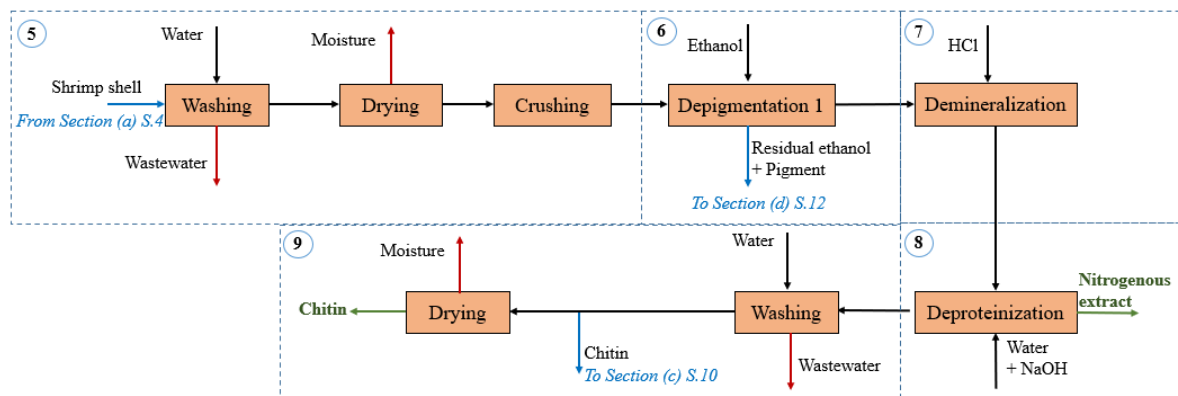 5
Water
Moisture
Shrimp shell
Washing
Drying
Crushing
From Section (a) S.4
Wastewater
6
Ethanol
Depigmentation 1
Residual ethanol
+ Pigment
To Section (d) S.12
7
HCl
Demineralization
8
Deproteinization
Nitrogenous
extract
Water
+ NaOH
9
Moisture
Water
Chitin
Drying
Washing
Chitin
To Section (c) S.10
Wastewater